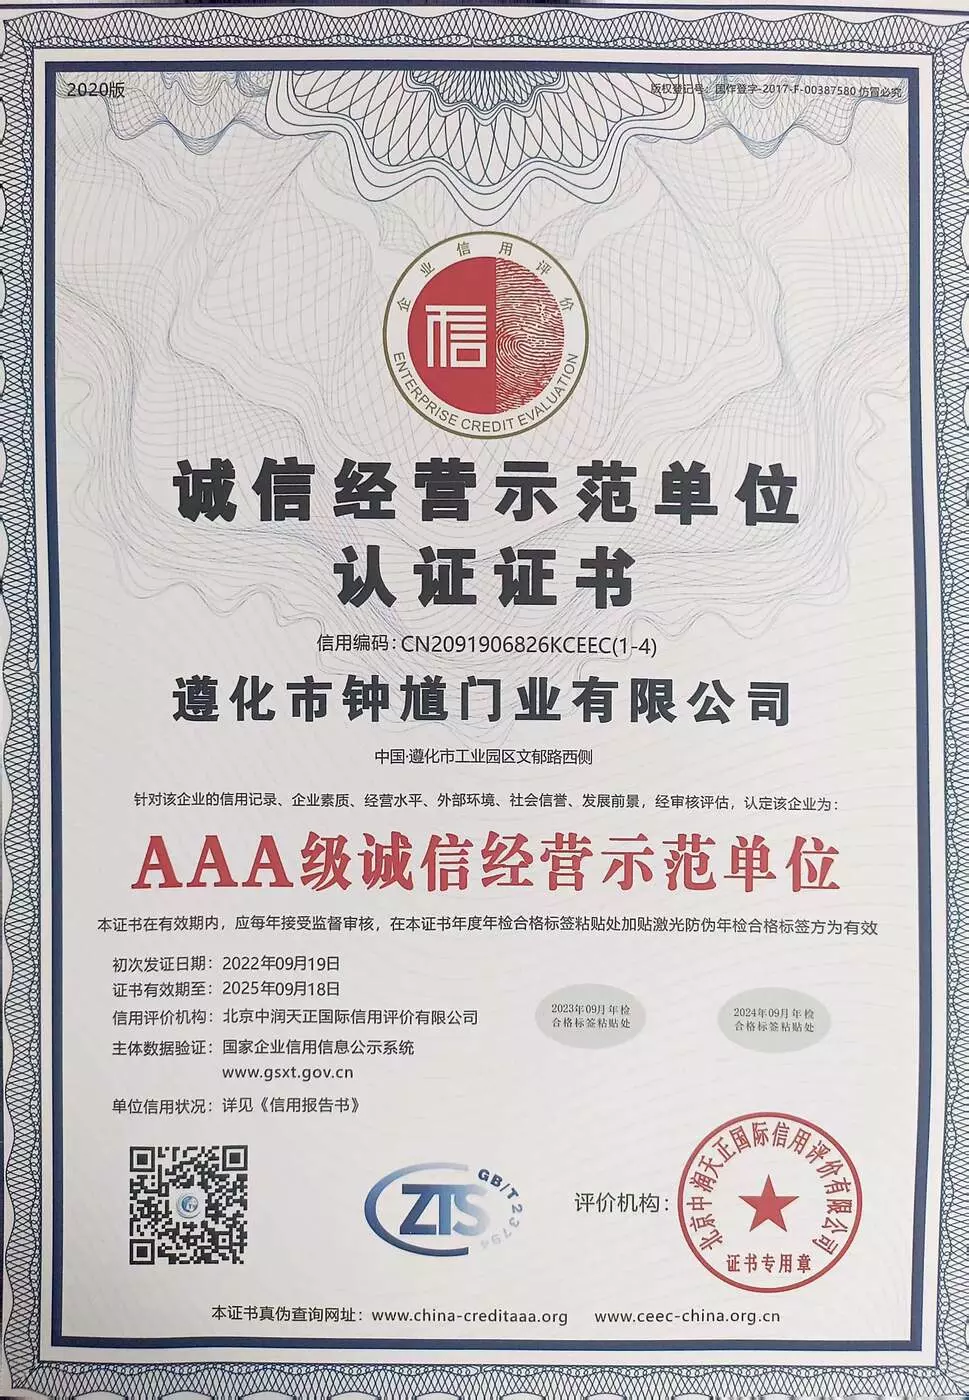 2020版
版权登记号：国作登字-2017-F-00387580 仿冒必究
企业信用评价
信
ENTERPRISE CREDIT EVALUATION
诚信经营示范单位
认证证书
信用编码：CN2091906826KCEEC(1-4)
遵化市钟馗门业有限公司
中国·遵化市工业园区文郁路西侧
针对该企业的信用记录、企业素质、经营水平、外部环境、社会信誉、发展前景，经审核评估，认定该企业为：
AAA级诚信经营示范单位
本证书在有效期内，应每年接受监督审核，在本证书年度年检合格标签粘贴处加贴激光防伪年检合格标签方为有效
初次发证日期：2022年09月19日
证书有效期至：2025年09月18日
信用评价机构：北京中润天正国际信用评价有限公司
主体数据验证：国家企业信用信息公示系统
www.gsxt.gov.cn
单位信用状况：详见《信用报告书》
2023年09月年检
合格标签粘贴处
2024年09月年检
合格标签粘贴处
ZTS
GB/T23794
评价机构：
北京中润天正国际信用评价有限公司
证书专用章
本证书真伪查询网址：www.china-creditaaa.org www.ceec-china.org.cn